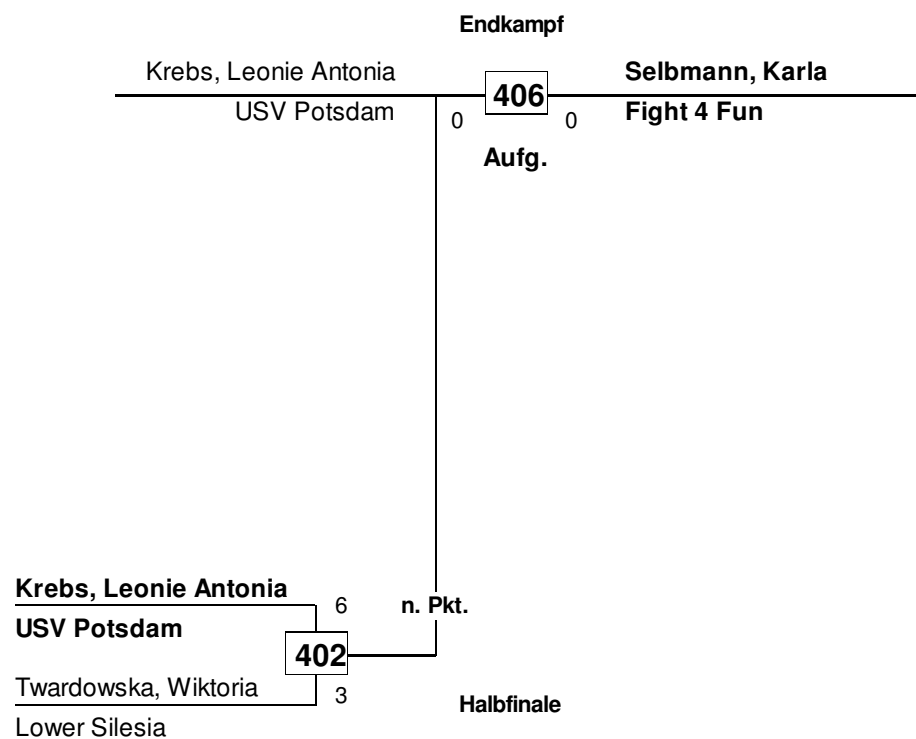 Endkampf
Krebs, Leonie Antonia
USV Potsdam
0
406
0
Selbmann, Karla
Fight 4 Fun
Aufg.
Krebs, Leonie Antonia
USV Potsdam
6
n. Pkt.
402
Twardowska, Wiktoria
Lower Silesia
3
Halbfinale